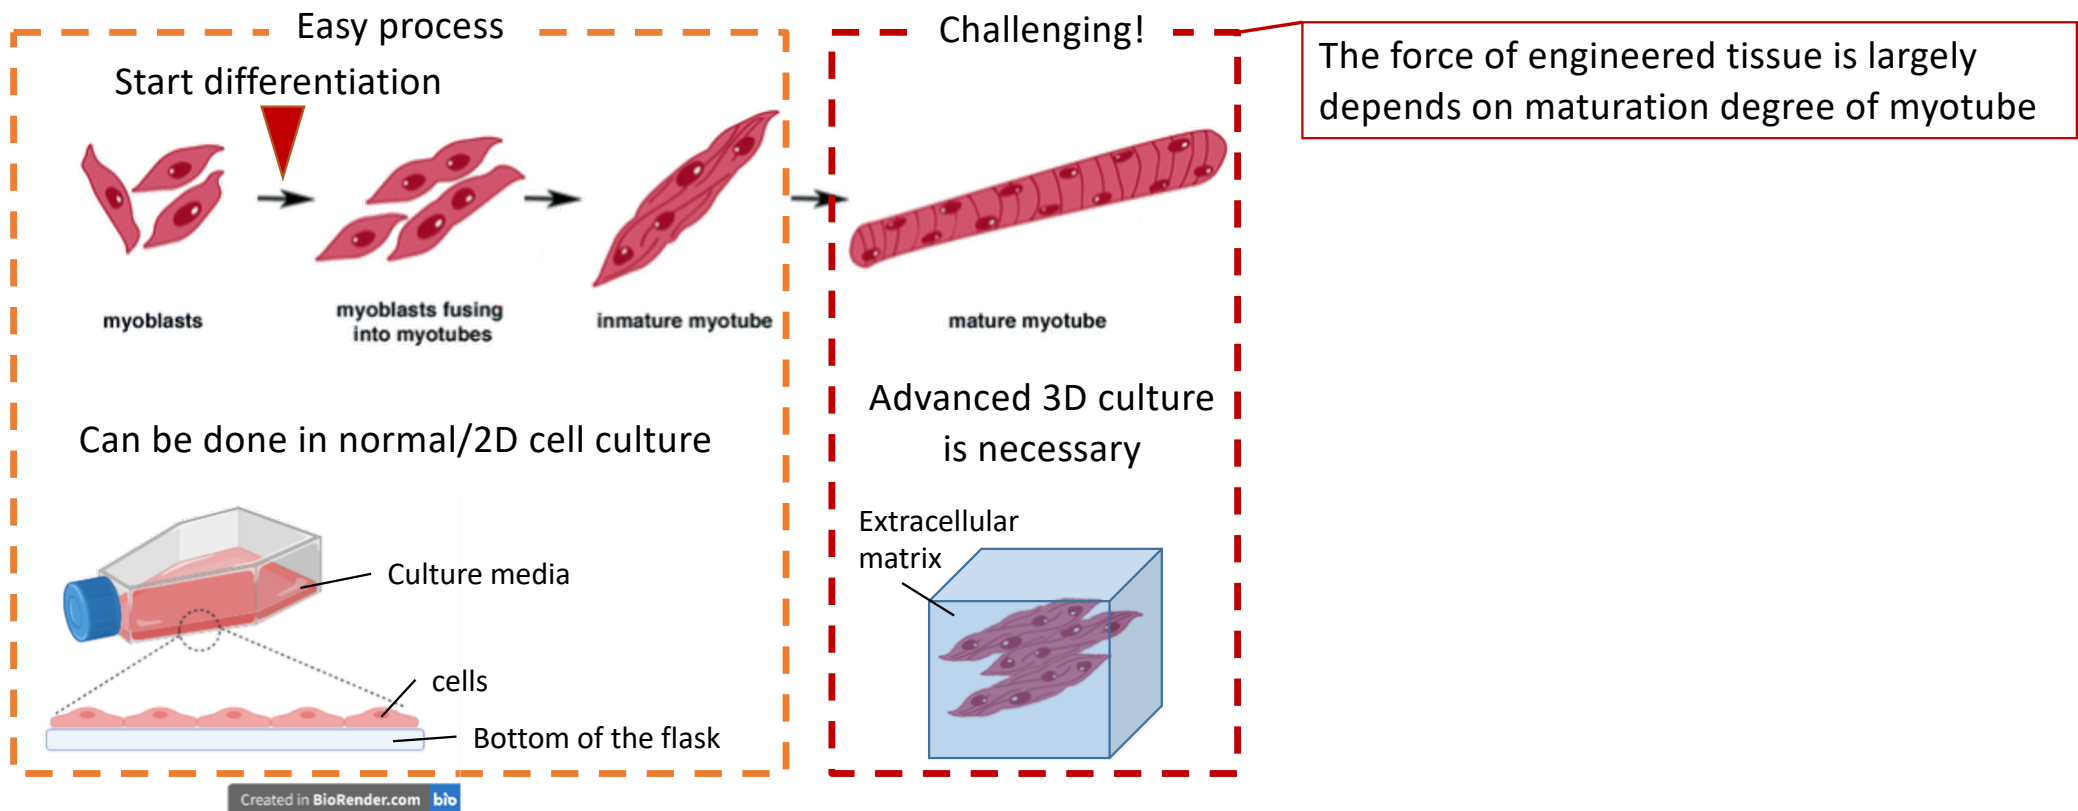 Easy process
Start differentiation
myoblasts
myoblasts fusing
into myotubes
inmature myotube
Can be done in normal/2D cell culture
Culture media
cells
Bottom of the flask
Created in BioRender.com bio
Challenging!
mature myotube
Advanced 3D culture
is necessary
Extracellular
matrix
The force of engineered tissue is largely
depends on maturation degree of myotube